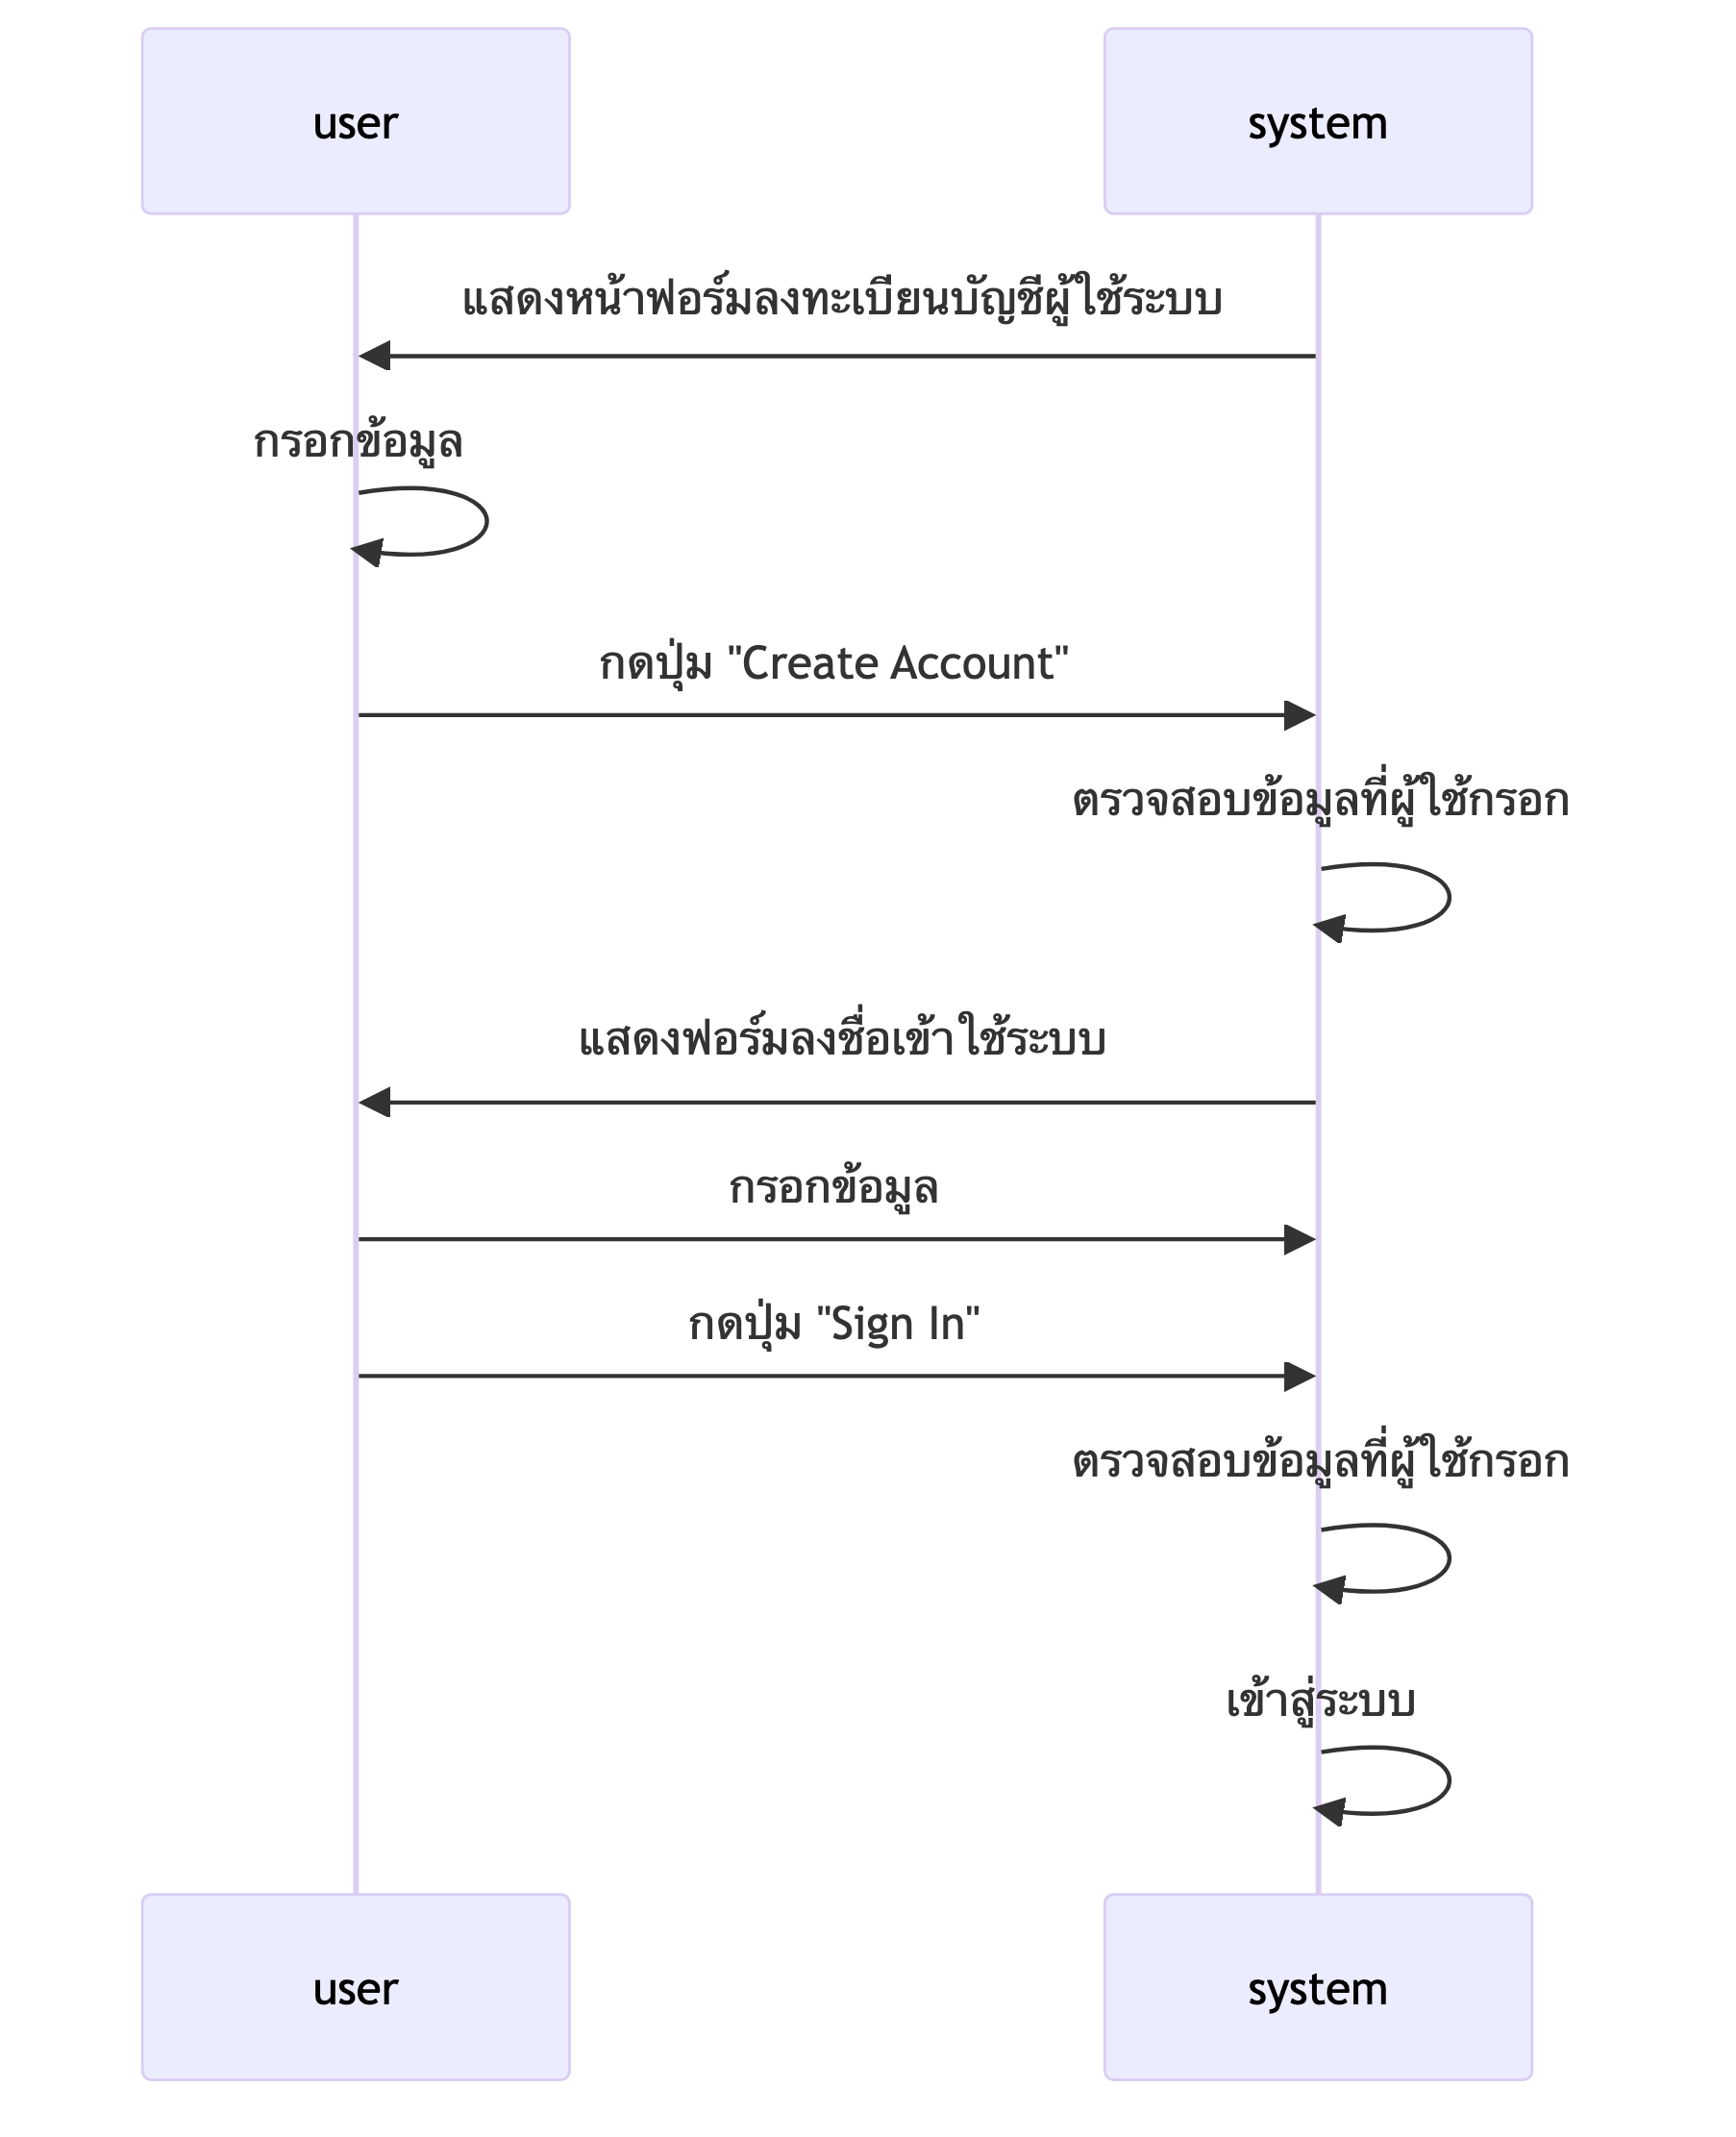 user
system
แสดงหน้าฟอร์มลงทะเบียนบัญชีผู้ใช้ระบบ
กรอกข้อมูล
กดปุ่ม "Create Account"
ตรวจสอบข้อมูลที่ผู้ใช้กรอก
แสดงฟอร์มลงชื่อเข้าใช้ระบบ
กรอกข้อมูล
กดปุ่ม "Sign In"
ตรวจสอบข้อมูลที่ผู้ใช้กรอก
เข้าสู่ระบบ
user
system